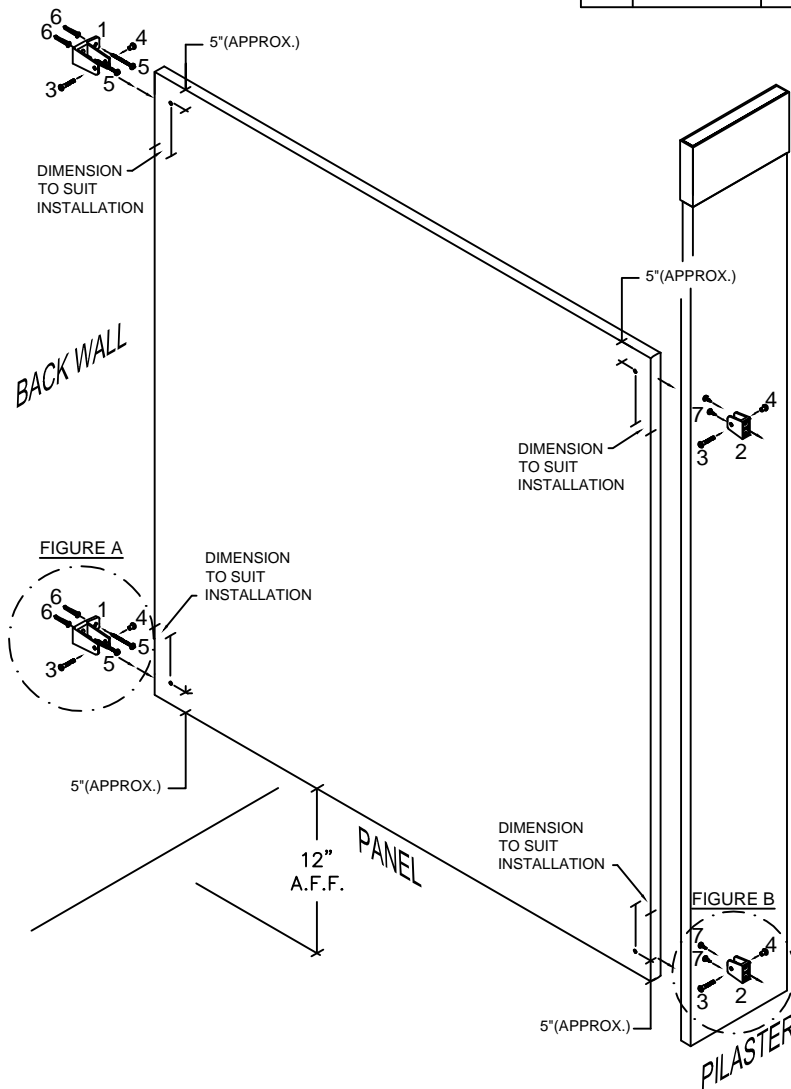 6
6
1
4
5
5
3
5"(APPROX.)
DIMENSION
TO SUIT
INSTALLATION
5"(APPROX.)
BACK WALL
7
4
3
2
DIMENSION
TO SUIT
INSTALLATION
FIGURE A
6
6
1
4
5
5
3
DIMENSION
TO SUIT
INSTALLATION
5"(APPROX.)
12"
A.F.F.
PANEL
DIMENSION
TO SUIT
INSTALLATION
FIGURE B
7
7
4
3
2
5"(APPROX.)
PILASTER